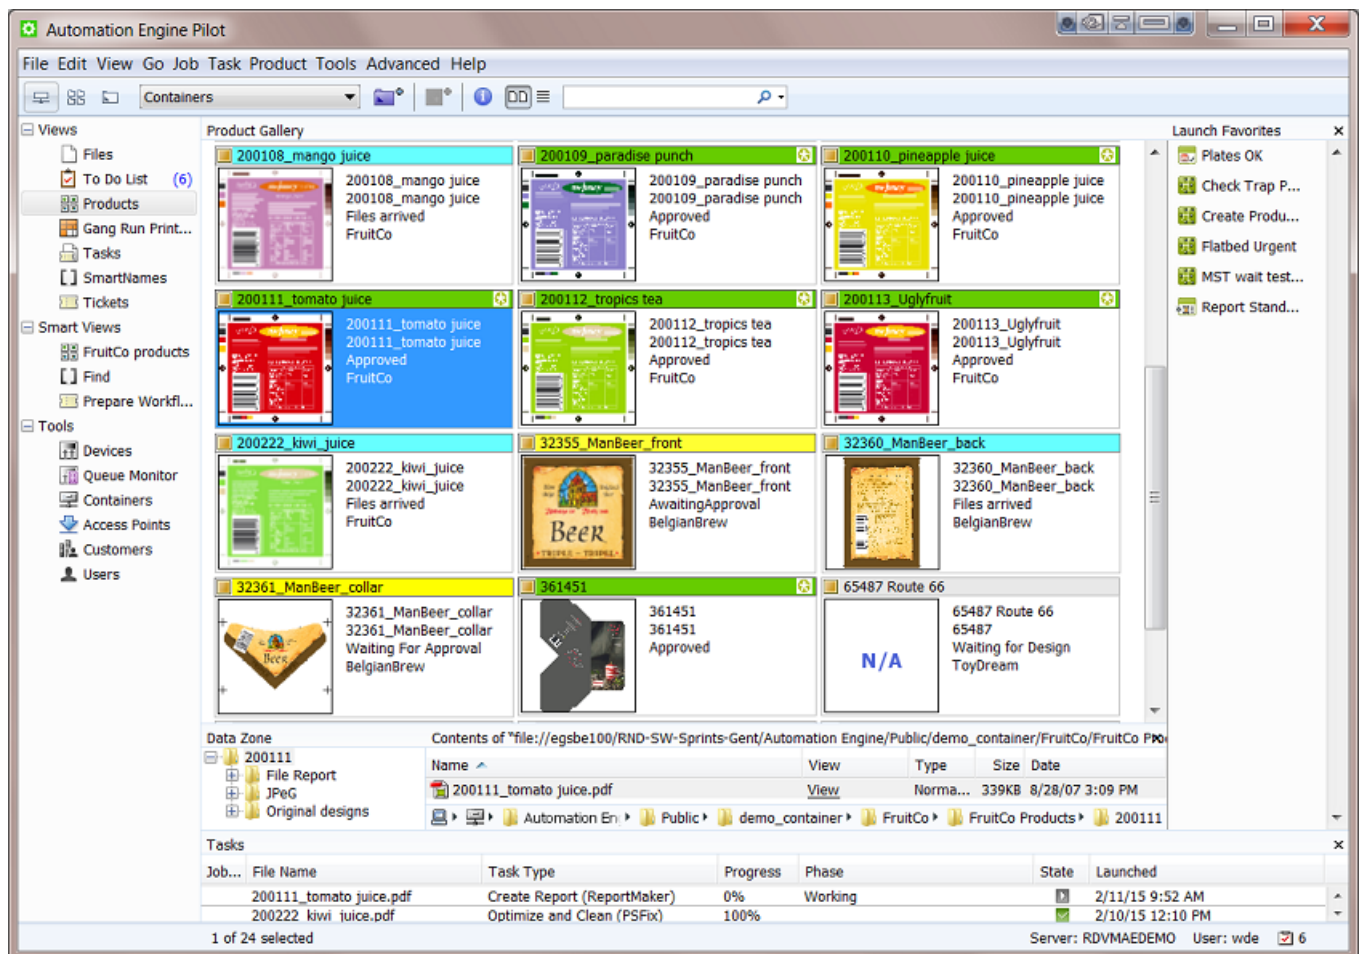 Automation Engine Pilot
File Edit View Go Job Task Product Tools Advanced Help
Containers
Views
Files
To Do List (6)
Products
Gang Run Print...
Tasks
SmartNames
Tickets
Smart Views
FruitCo products
Find
Prepare Workfl...
Tools
Devices
Queue Monitor
Containers
Access Points
Customers
Users
Product Gallery
200108_mango juice
200108_mango juice
200108_mango juice
Files arrived
FruitCo
200109_paradise punch
200109_paradise punch
200109_paradise punch
Approved
FruitCo
200110_pineapple juice
200110_pineapple juice
200110_pineapple juice
Approved
FruitCo
200111_tomato juice
200111_tomato juice
200111_tomato juice
Approved
FruitCo
200112_tropics tea
200112_tropics tea
200112_tropics tea
Approved
FruitCo
200113_Uglyfruit
200113_Uglyfruit
200113_Uglyfruit
Approved
FruitCo
200222_kiwi_juice
200222_kiwi_juice
200222_kiwi_juice
Files arrived
FruitCo
32355_ManBeer_front
BEER
TRIPLE - TRIPEL
32355_ManBeer_front
32355_ManBeer_front
AwaitingApproval
BelgianBrew
32360_ManBeer_back
32360_ManBeer_back
32360_ManBeer_back
Files arrived
BelgianBrew
32361_ManBeer_collar
BEER
32361_ManBeer_collar
32361_ManBeer_collar
Waiting For Approval
BelgianBrew
361451
361451
361451
Approved
65487 Route 66
N/A
65487 Route 66
65487
Waiting for Design
ToyDream
Launch Favorites
Plates OK
Check Trap P...
Create Produ...
Flatbed Urgent
MST wait test...
Report Stand...
Data Zone
200111
File Report
JPeG
Original designs
Contents of "file://egsbe100/RND-SW-Sprints-Gent/Automation Engine/Public/demo_container/FruitCo/FruitCo
Name View Type Size Date
200111_tomato juice.pdf View Norma... 339KB 8/28/07 3:09 PM
Automation En Public demo_container FruitCo FruitCo Products 200111
Tasks
Job... File Name Task Type Progress Phase State Launched
200111_tomato juice.pdf Create Report (ReportMaker) 0% Working 2/11/15 9:52 AM
200222_kiwi_juice.pdf Optimize and Clean (PSFix) 100% 2/10/15 12:10 PM
1 of 24 selected Server: RDVMAEDEMO User: wde 6